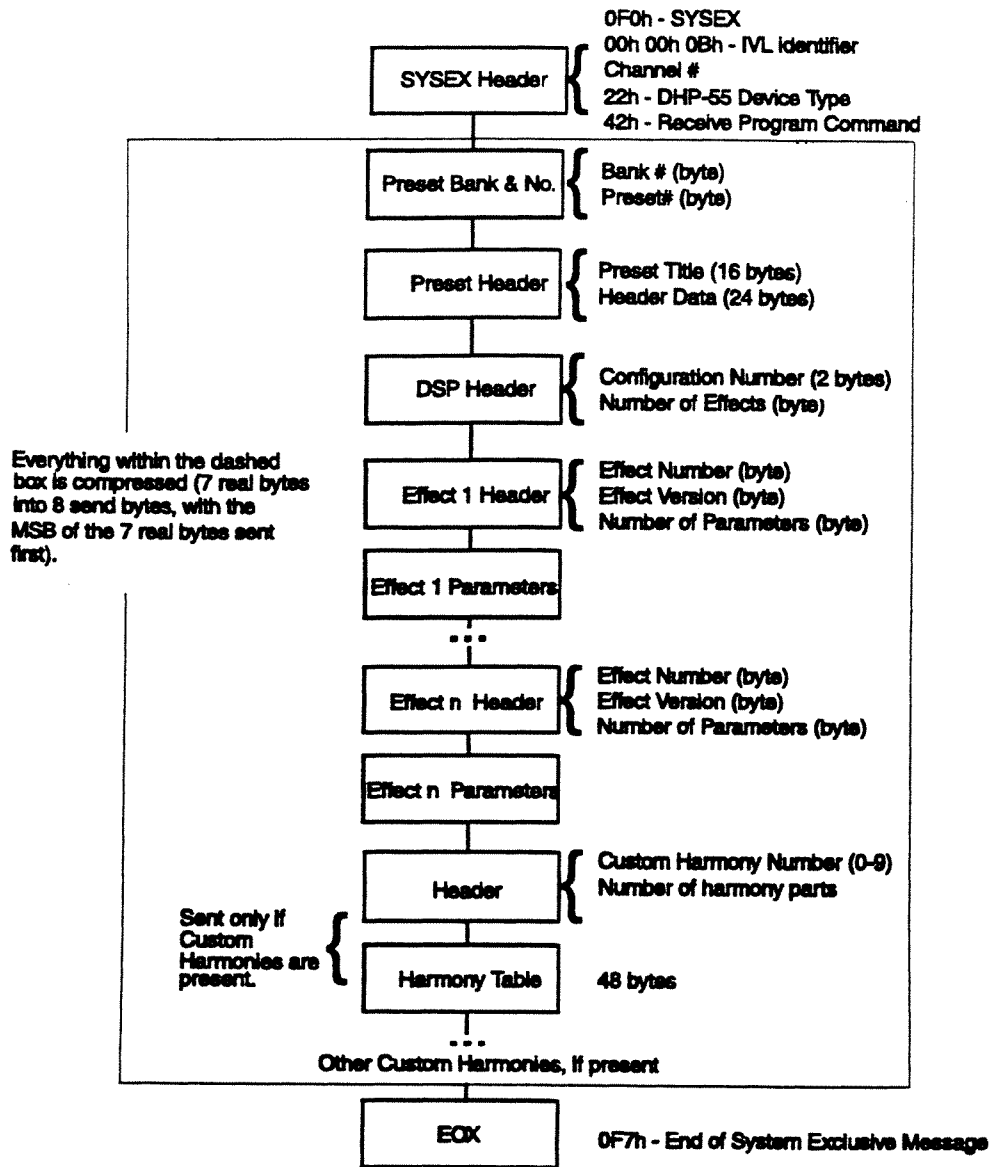 0F0h - SYSEX
00h 00h 0Bh - IVL identifier
Channel #
22h - DHP-55 Device Type
42h - Receive Program Command
SYSEX Header
Preset Bank & No.
Bank # (byte)
Preset# (byte)
Preset Header
Preset Title (16 bytes)
Header Data (24 bytes)
DSP Header
Configuration Number (2 bytes)
Number of Effects (byte)
Everything within the dashed
box is compressed (7 real bytes
into 8 send bytes, with the
MSB of the 7 real bytes sent
first).
Effect 1 Header
Effect Number (byte)
Effect Version (byte)
Number of Parameters (byte)
Effect 1 Parameters
...
Effect n Header
Effect Number (byte)
Effect Version (byte)
Number of Parameters (byte)
Effect n Parameters
Header
Custom Harmony Number (0-9)
Number of harmony parts
Sent only if
Custom
Harmonies are
present.
Harmony Table
48 bytes
...
Other Custom Harmonies, if present
EOX
0F7h - End of System Exclusive Message